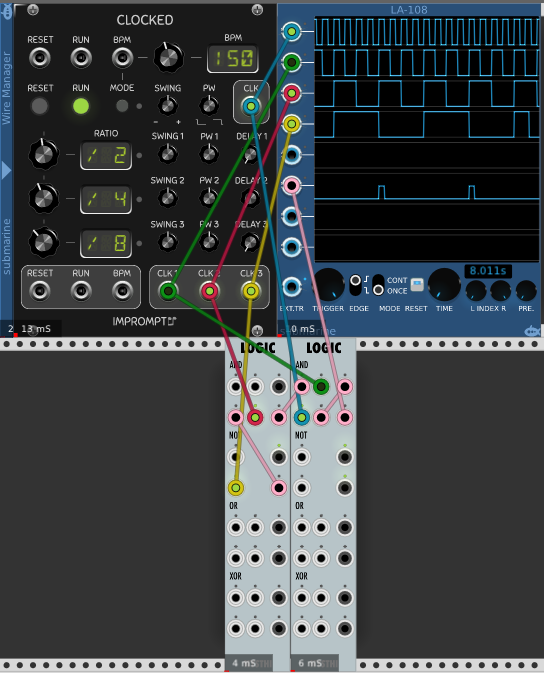 CLOCKED
LA-108
RESET RUN BPM BPM
150
Wire Manager
RESET RUN MODE SWING PW CLK
- +
RATIO SWING 1 PW 1 DELAY 1
/ 2
SWING 2 PW 2 DELAY 2
/ 4
SWING 3 PW 3 DELAY 3
/ 8
submarine
RESET RUN BPM CLK 1 CLK 2 CLK 3
8.011s
CONT
ONCE
EXT.TR TRIGGER EDGE MODE RESET TIME L INDEX R PRE.
IMPROMPTU
2 13 mS
10 mS
LOGIC LOGIC
AND AND
NOT NOT
OR OR
XOR XOR
4 mS 6 mS